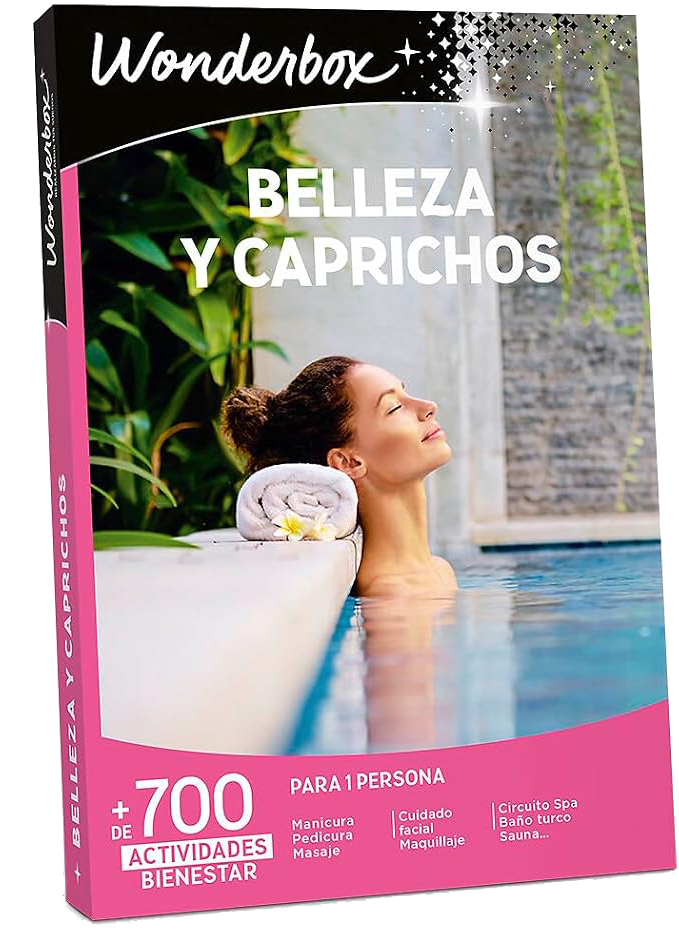 Wonderbox
BELLEZA
Y CAPRICHOS
+ DE 700
ACTIVIDADES
BIENESTAR
PARA 1 PERSONA
Manicura
Pedicura
Masaje
Cuidado
facial
Maquillaje
Circuito Spa
Baño turco
Sauna...
Wonderbox
BELLEZA Y CAPRICHOS